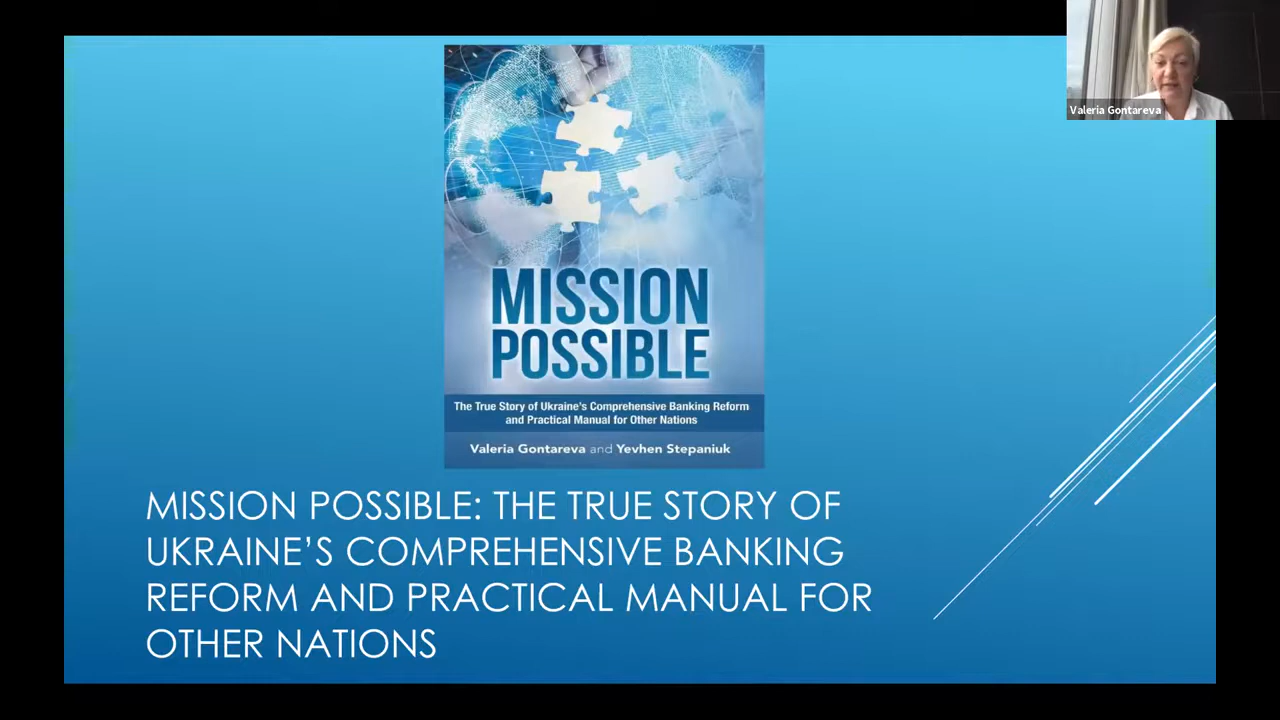 Valeria Gontareva
MISSION
POSSIBLE
The True Story of Ukraine's Comprehensive Banking Reform
and Practical Manual for Other Nations
Valeria Gontareva and Yevhen Stepaniuk
MISSION POSSIBLE: THE TRUE STORY OF
UKRAINE’S COMPREHENSIVE BANKING
REFORM AND PRACTICAL MANUAL FOR
OTHER NATIONS